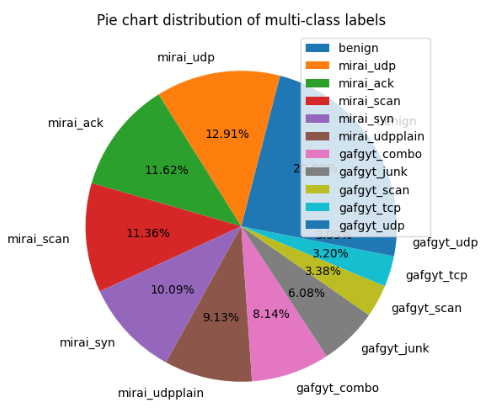 Pie chart distribution of multi-class labels
mirai_udp
benign
mirai_udp
mirai_ack
mirai_scan
mirai_syn
mirai_udpplain
gafgyt_combo
gafgyt_junk
gafgyt_scan
gafgyt_tcp
gafgyt_udp
benign
mirai_ack
12.91%
11.62%
mirai_scan
11.36%
gafgyt_udp
3.20%
gafgyt_tcp
3.38%
10.09%
6.08%
gafgyt_scan
9.13%
8.14%
mirai_syn
gafgyt_junk
mirai_udpplain
gafgyt_combo